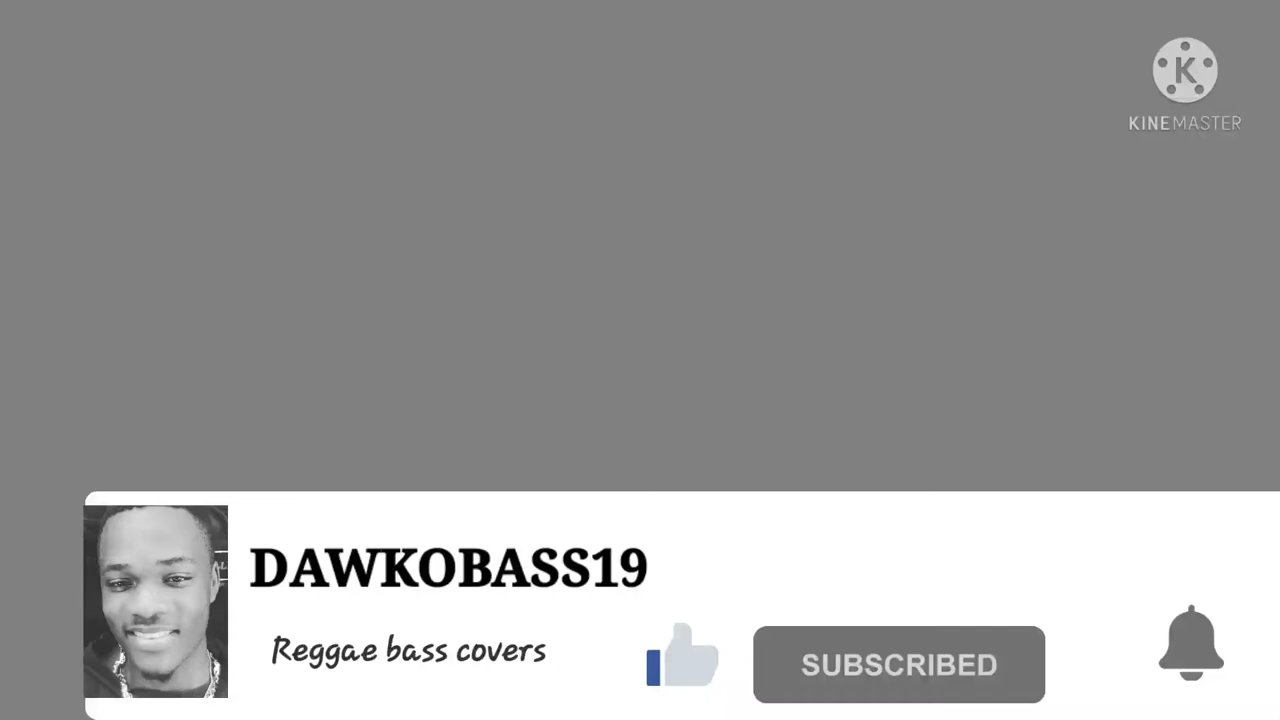 K
KINEMASTER
DAWKOBASS19
Reggae bass covers
SUBSCRIBED